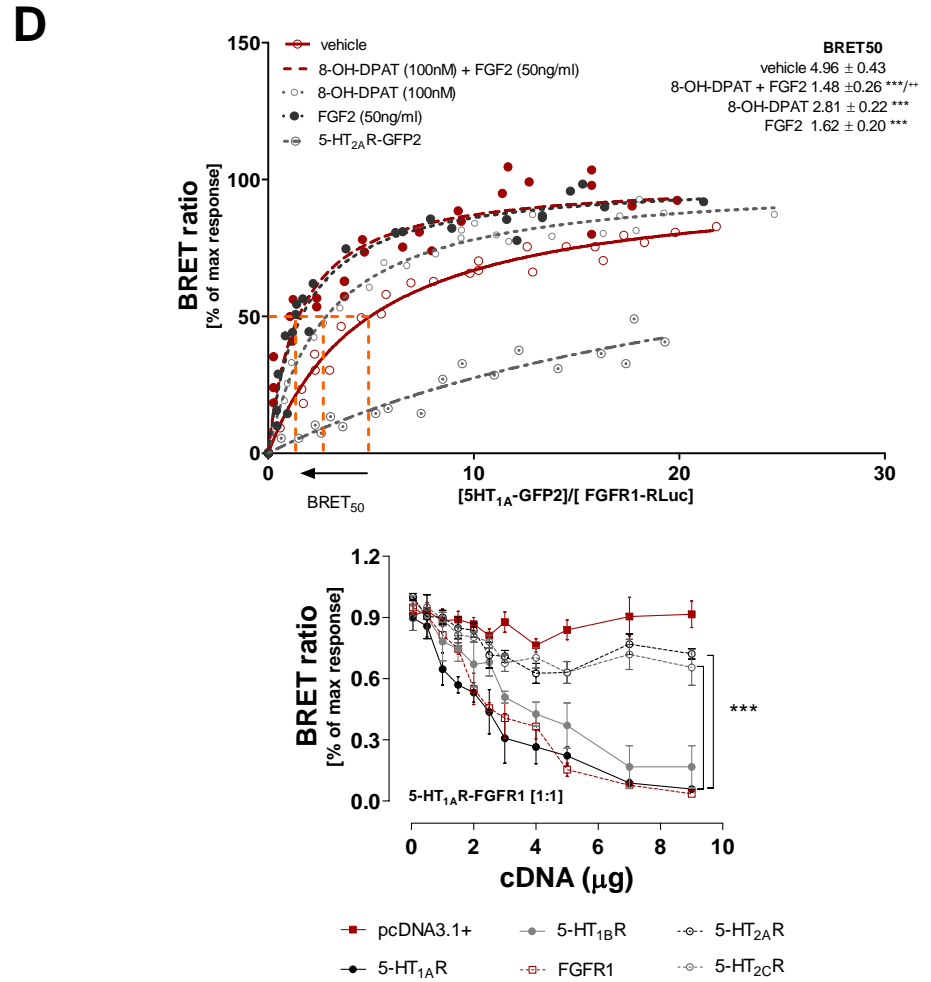 D
150
100
50
0
BRET ratio
[% of max response]
vehicle
8-OH-DPAT (100nM) + FGF2 (50ng/ml)
8-OH-DPAT (100nM)
FGF2 (50ng/ml)
5-HT2AR-GFP2
BRET50
vehicle 4.96 ± 0.43
8-OH-DPAT + FGF2 1.48 ±0.26 ***/++
8-OH-DPAT 2.81 ± 0.22 ***
FGF2 1.62 ± 0.20 ***
0 10 20 30
BRET50
[5HT1A-GFP2]/[ FGFR1-RLuc]
1.2
0.9
0.6
0.3
0.0
BRET ratio
[% of max response]
***
5-HT1AR-FGFR1 [1:1]
0 2 4 6 8 10
cDNA (μg)
pcDNA3.1+ 5-HT1BR 5-HT2AR
5-HT1AR FGFR1 5-HT2CR